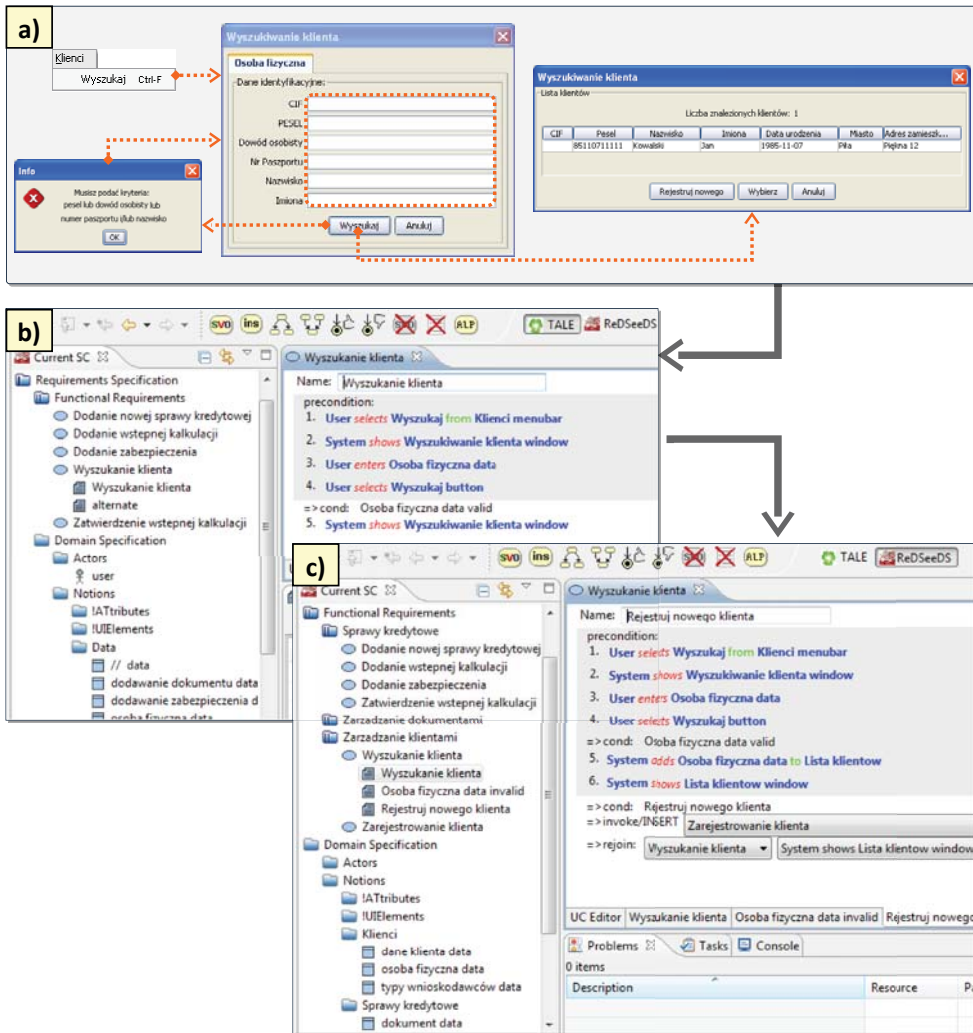 a)
Klienci
Wyszukaj Ctrl-F
Wyszukiwanie klienta
Osoba fizyczna
Dane identyfikacyjne:
CIF
PESEL
Dowód osobisty
Nr Paszportu
Nazwisko
Imiona
Wyszukaj Anuluj
Info
Musisz podać kryteria:
pesel lub dowód osobisty lub
numer paszportu i/lub nazwisko
OK
Wyszukiwanie klienta
Lista klientów
Liczba znalezionych klientów: 1
CIF Pesel Nazwisko Imiona Data urodzenia Miasto Adres zamieszk...
85110711111 Kowalski Jan 1985-11-07 Piła Piękna 12
Rejestruj nowego Wybierz Anuluj
b)
SVO ins ALP TALE ReDSeeDS
Current SC
Requirements Specification
Functional Requirements
Dodanie nowej sprawy kredytowej
Dodanie wstepnej kalkulacji
Dodanie zabezpieczenia
Wyszukanie klienta
Wyszukanie klienta
alternate
Zatwierdzenie wstepnej kalkulacji
Domain Specification
Actors
user
Notions
!ATtributes
!UIElements
Data
// data
dodawanie dokumentu data
dodawanie zabezpieczenia d
osoba fizyczna data
Wyszukanie klienta
Name: Wyszukanie klienta
precondition:
1. User selects Wyszukaj from Klienci menubar
2. System shows Wyszukiwanie klienta window
3. User enters Osoba fizyczna data
4. User selects Wyszukaj button
=>cond: Osoba fizyczna data valid
5. System shows Wyszukiwanie klienta window
c)
SVO ins ALP TALE ReDSeeDS
Current SC
Functional Requirements
Sprawy kredytowe
Dodanie nowej sprawy kredytowej
Dodanie wstepnej kalkulacji
Dodanie zabezpieczenia
Zatwierdzenie wstepnej kalkulacji
Zarzadzanie dokumentami
Zarzadzanie klientami
Wyszukanie klienta
Wyszukanie klienta
Osoba fizyczna data invalid
Rejestruj nowego klienta
Zarejestrowanie klienta
Domain Specification
Actors
Notions
!ATtributes
!UIElements
Klienci
dane klienta data
osoba fizyczna data
typy wnioskodawców data
Sprawy kredytowe
dokument data
Wyszukanie klienta
Name: Rejestruj nowego klienta
precondition:
1. User selects Wyszukaj from Klienci menubar
2. System shows Wyszukiwanie klienta window
3. User enters Osoba fizyczna data
4. User selects Wyszukaj button
=>cond: Osoba fizyczna data valid
5. System adds Osoba fizyczna data to Lista klientow
6. System shows Lista klientow window
=>cond: Rejestruj nowego klienta
=>invoke/INSERT Zarejestrowanie klienta
=>rejoin: Wyszukanie klienta System shows Lista klientow window
UC Editor Wyszukanie klienta Osoba fizyczna data invalid Rejestruj nowego
Problems Tasks Console
0 items
Description Resource Pa